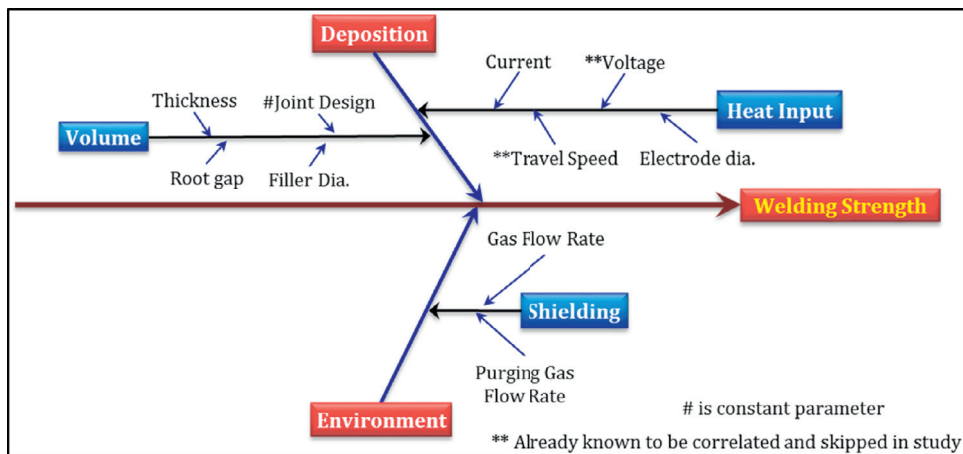 Deposition
Current
**Voltage
Thickness
#Joint Design
Heat Input
Volume
**Travel Speed
Electrode dia.
Root gap
Filler Dia.
Welding Strength
Gas Flow Rate
Shielding
Purging Gas
Flow Rate
Environment
# is constant parameter
** Already known to be correlated and skipped in study